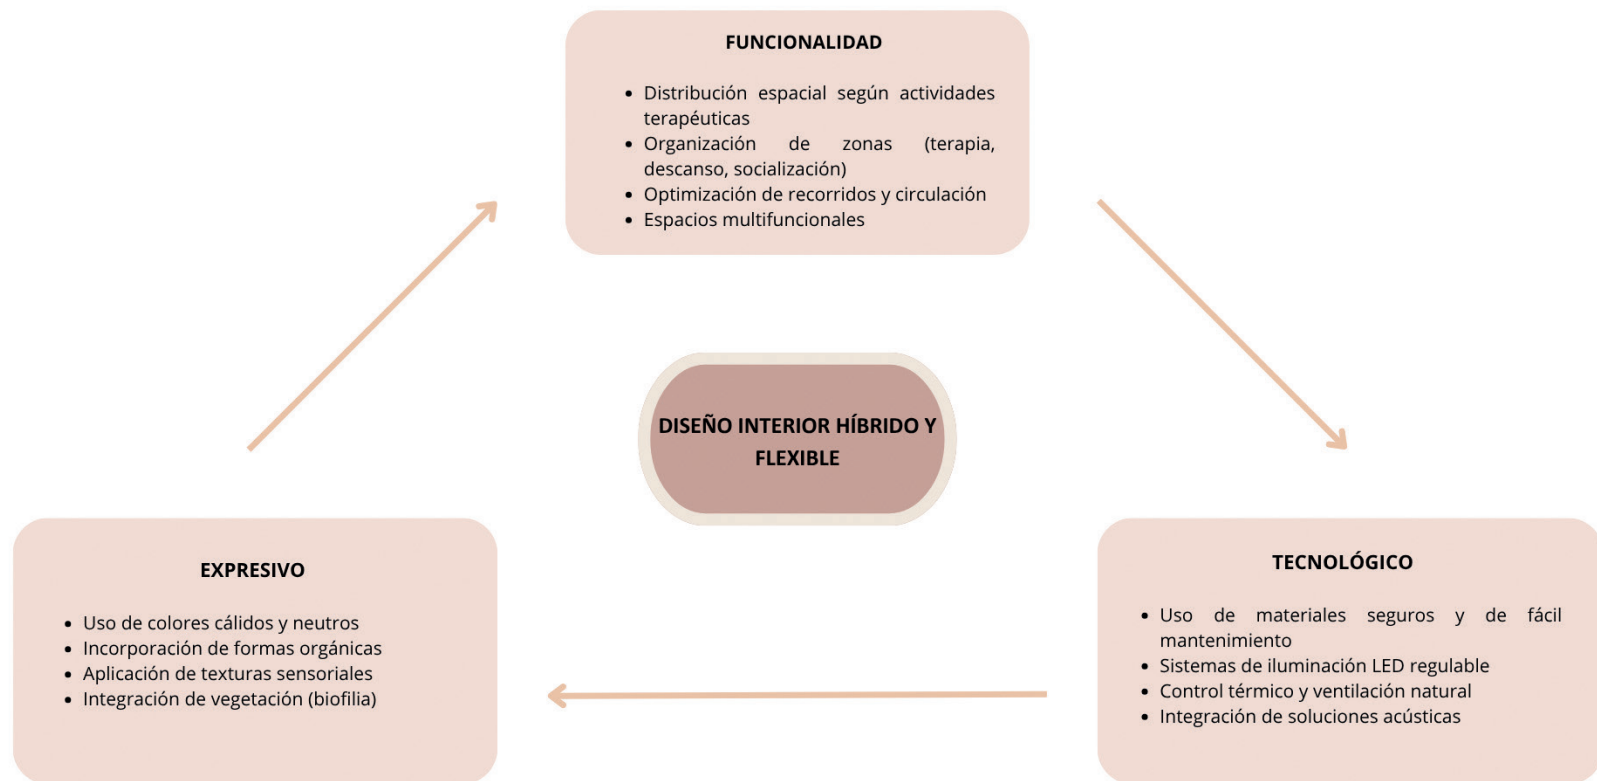 FUNCIONALIDAD
• Distribución espacial según actividades
terapéuticas
• Organización de zonas (terapia,
descanso, socialización)
• Optimización de recorridos y circulación
• Espacios multifuncionales
DISEÑO INTERIOR HÍBRIDO Y
FLEXIBLE
EXPRESIVO
• Uso de colores cálidos y neutros
• Incorporación de formas orgánicas
• Aplicación de texturas sensoriales
• Integración de vegetación (biofilia)
TECNOLÓGICO
• Uso de materiales seguros y de fácil
mantenimiento
• Sistemas de iluminación LED regulable
• Control térmico y ventilación natural
• Integración de soluciones acústicas